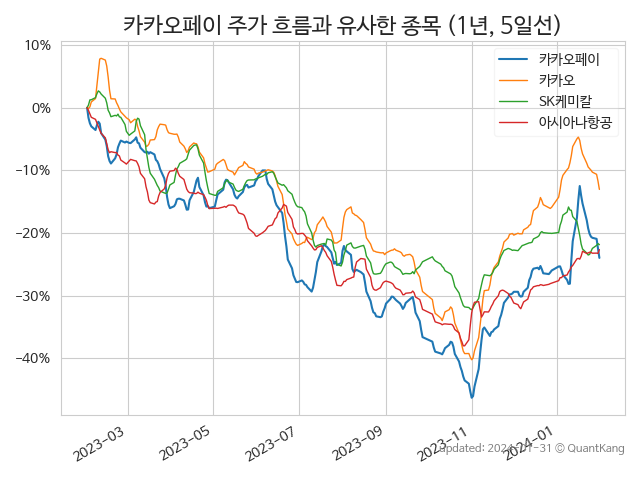 카카오페이 주가 흐름과 유사한 종목 (1년, 5일선)
카카오페이
카카오
SK케미칼
아시아나항공
10%
0%
−10%
−20%
−30%
−40%
2023-03
2023-05
2023-07
2023-09
2023-11
2024-01
updated: 2024-01-31 © QuantKang